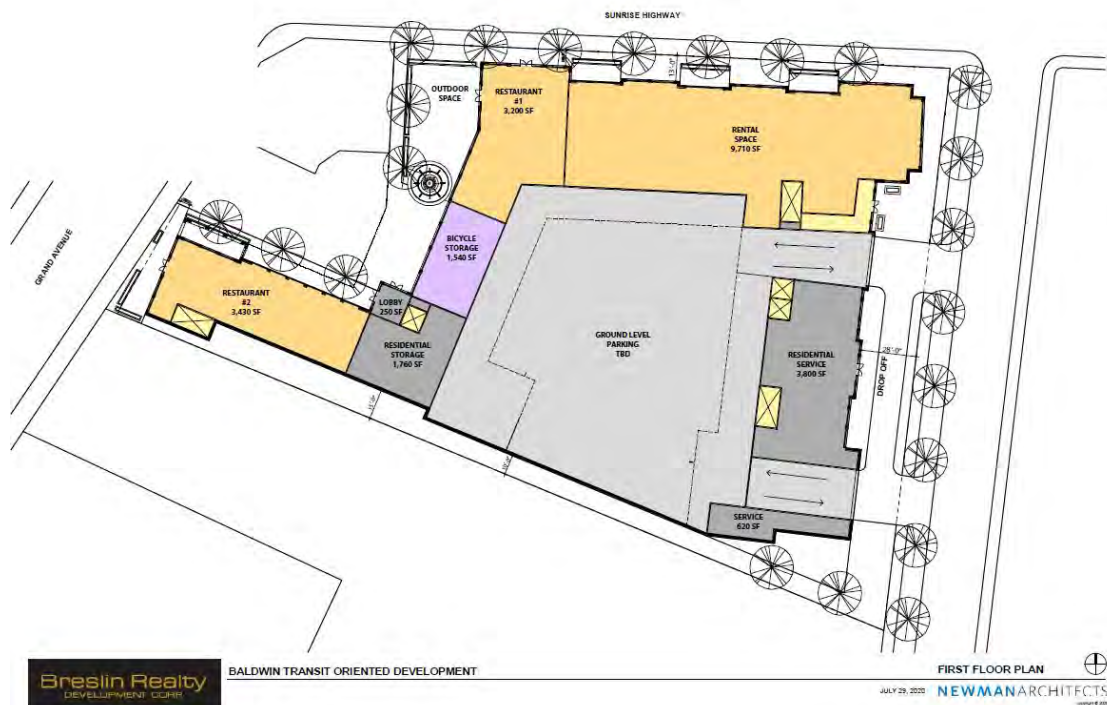 SUNRISE HIGHWAY
GRAND AVENUE
OUTDOOR
SPACE
RESTAURANT
#1
3,200 SF
13'-0"
RENTAL
SPACE
9,710 SF
BICYCLE
STORAGE
1,540 SF
RESTAURANT
#2
3,430 SF
LOBBY
250 SF
RESIDENTIAL
STORAGE
1,760 SF
GROUND LEVEL
PARKING
TBD
RESIDENTIAL
SERVICE
3,800 SF
DROP OFF
28'-0"
SERVICE
620 SF
Breslin Realty
DEVELOPMENT CORP.
BALDWIN TRANSIT ORIENTED DEVELOPMENT
FIRST FLOOR PLAN
JULY 29, 2020
NEWMANARCHITECTS